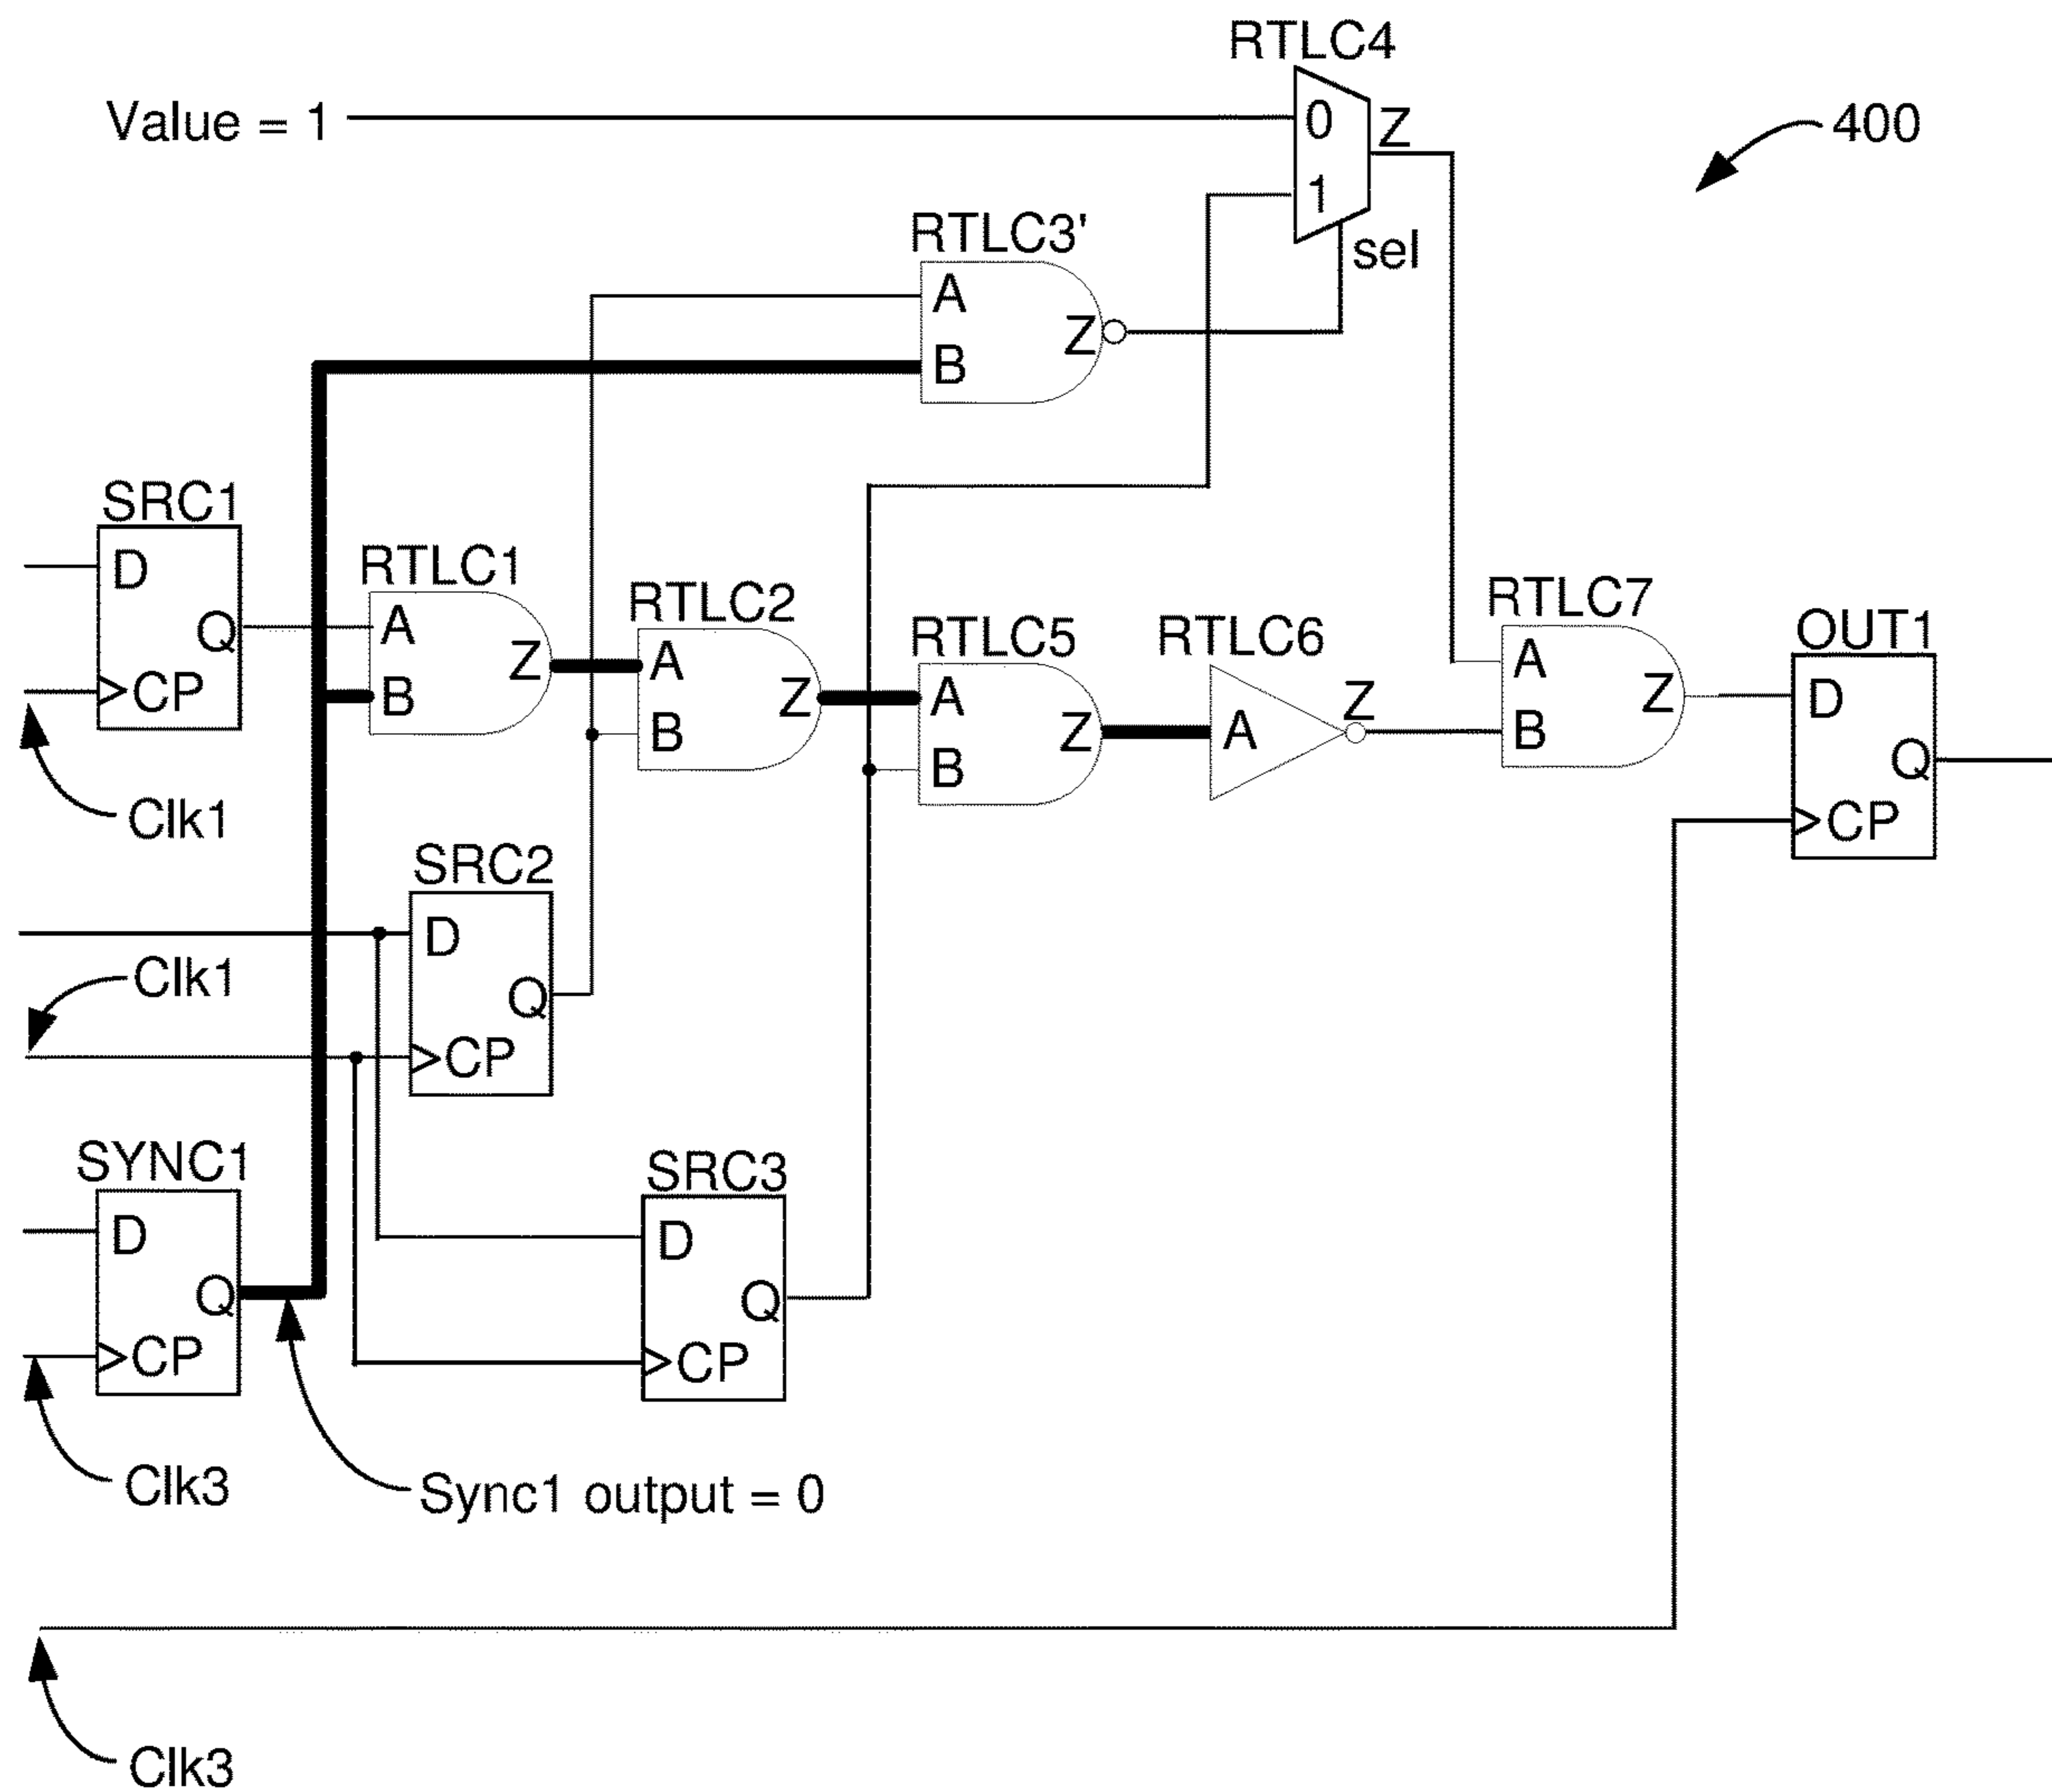 RTLC4
Value = 1
0
Z
400
1
RTLC3'
sel
A
Z
B
SRC1
D
Q
CP
RTLC1
A
Z
B
RTLC2
A
Z
B
RTLC5
A
Z
B
RTLC6
A
Z
RTLC7
A
Z
B
OUT1
D
Q
CP
Clk1
SRC2
D
Q
CP
Clk1
SYNC1
D
Q
CP
SRC3
D
Q
CP
Clk3
Sync1 output = 0
Clk3